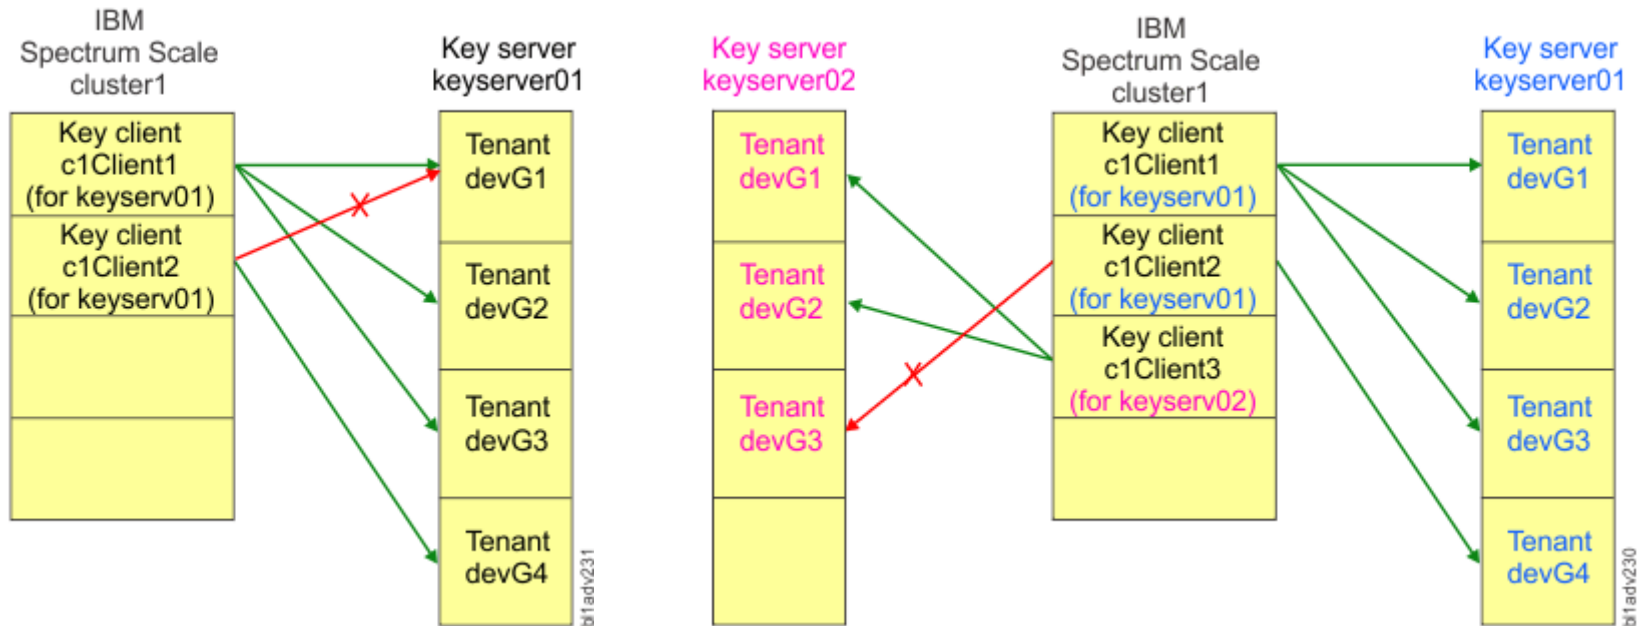 IBM
Spectrum Scale
cluster1
Key client
c1Client1
(for keyserv01)
Key client
c1Client2
(for keyserv01)
Key server
keyserver01
Tenant
devG1
Tenant
devG2
Tenant
devG3
Tenant
devG4
bl1adv231
Key server
keyserver02
Tenant
devG1
Tenant
devG2
Tenant
devG3
IBM
Spectrum Scale
cluster1
Key client
c1Client1
(for keyserv01)
Key client
c1Client2
(for keyserv01)
Key client
c1Client3
(for keyserv02)
Key server
keyserver01
Tenant
devG1
Tenant
devG2
Tenant
devG3
Tenant
devG4
bl1adv230